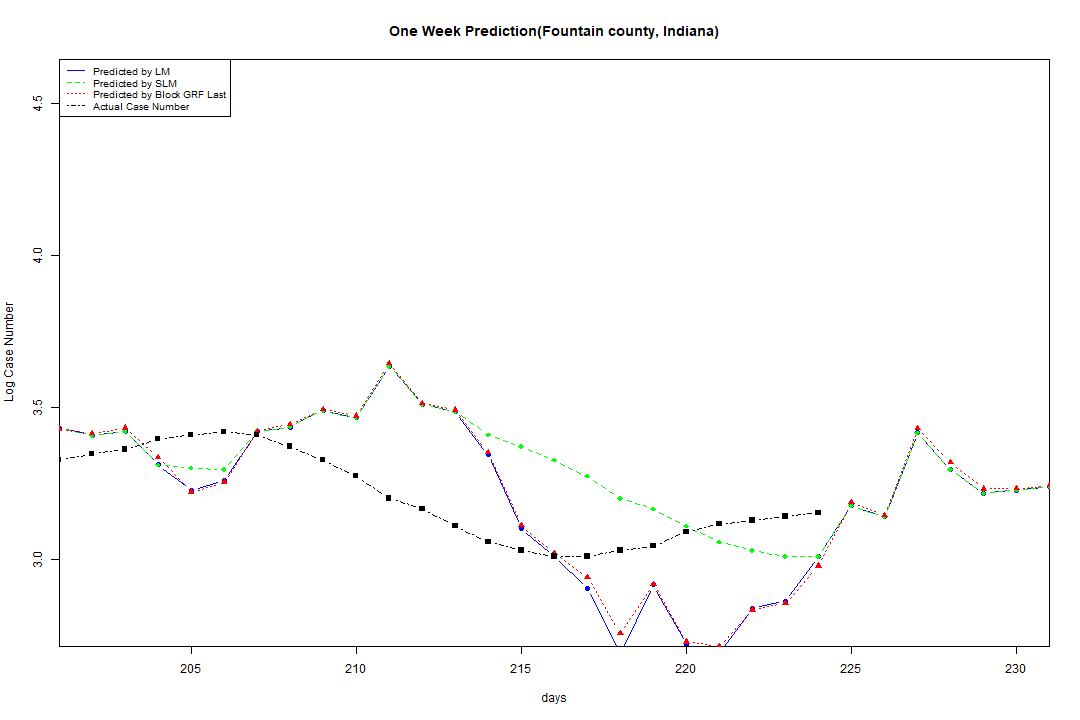 One Week Prediction(Fountain county, Indiana)
Predicted by LM
Predicted by SLM
Predicted by Block GRF Last
Actual Case Number
4.5
4.0
3.5
3.0
Log Case Number
205 210 215 220 225 230
days